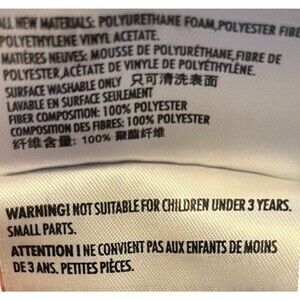 ALL NEW MATERIALS: POLYURETHANE FOAM,POLYESTER FIBE
POLYETHYLENE VINYL ACETATE.
MATIÈRES NEUVES: MOUSSE DE POLYURÉTHANE,FIBRE DE
POLYESTER,ACÉTATE DE VINYLE DE POLYÉTHYLÈNE.
SURFACE WASHABLE ONLY 只可清洗表面
LAVABLE EN SURFACE SEULEMENT
FIBER COMPOSITION: 100% POLYESTER
COMPOSITION DES FIBRES: 100% POLYESTER
纤维含量: 100% 聚酯纤维
WARNING! NOT SUITABLE FOR CHILDREN UNDER 3 YEARS.
SMALL PARTS.
ATTENTION ! NE CONVIENT PAS AUX ENFANTS DE MOINS
DE 3 ANS. PETITES PIÈCES.